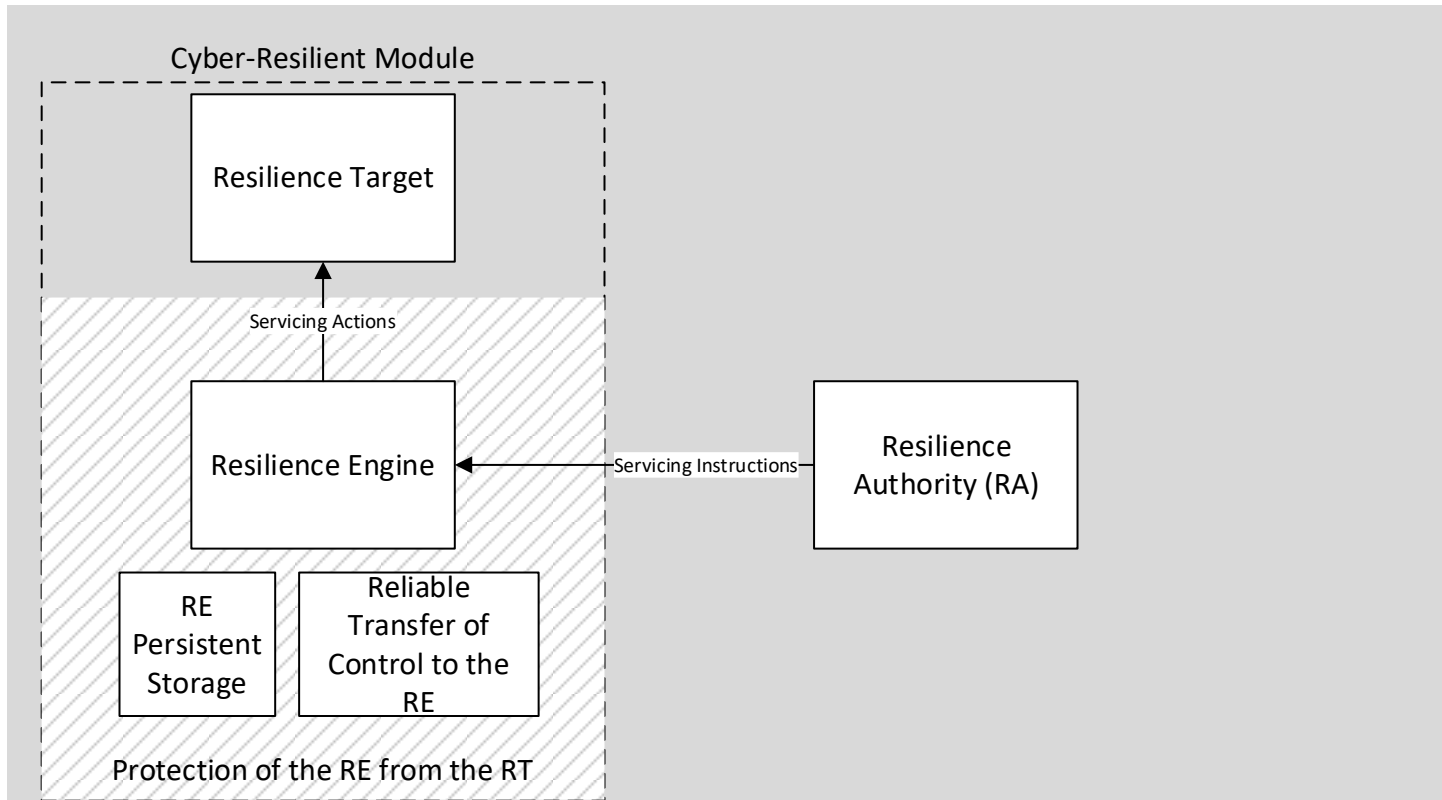 Cyber-Resilient Module
Resilience Target
Servicing Actions
Resilience Engine
Servicing Instructions
Resilience
Authority (RA)
RE
Persistent
Storage
Reliable
Transfer of
Control to the
RE
Protection of the RE from the RT